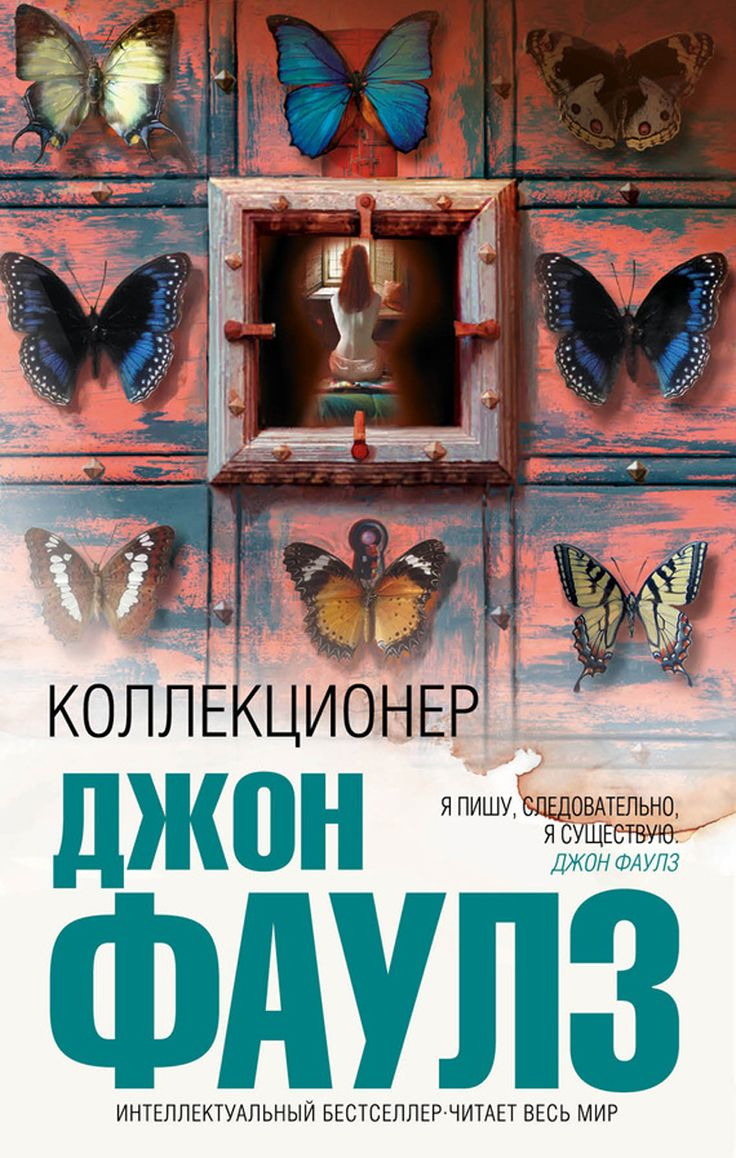 КОЛЛЕКЦИОНЕР
ДЖОН
Я ПИШУ, СЛЕДОВАТЕЛЬНО,
Я СУЩЕСТВУЮ.
ДЖОН ФАУЛЗ
ФАУЛЗ
ИНТЕЛЛЕКТУАЛЬНЫЙ БЕСТСЕЛЛЕР·ЧИТАЕТ ВЕСЬ МИР